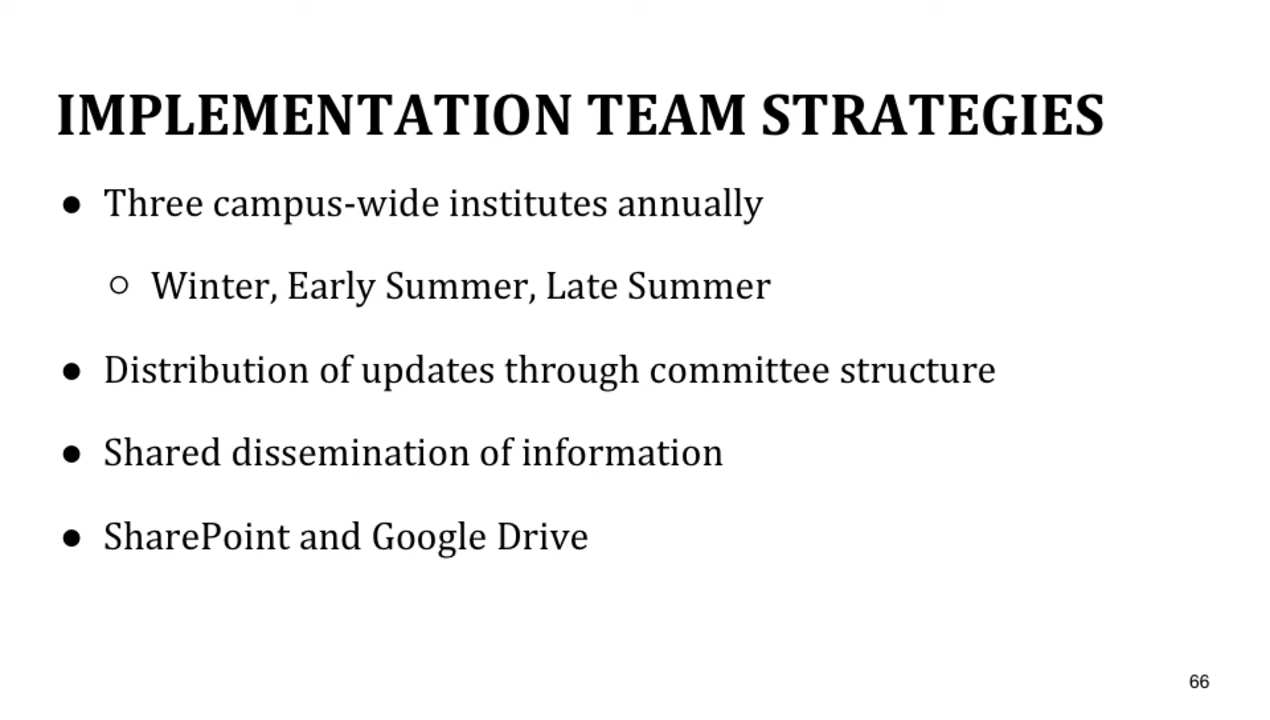 IMPLEMENTATION TEAM STRATEGIES
● Three campus-wide institutes annually
○ Winter, Early Summer, Late Summer
● Distribution of updates through committee structure
● Shared dissemination of information
● SharePoint and Google Drive
66